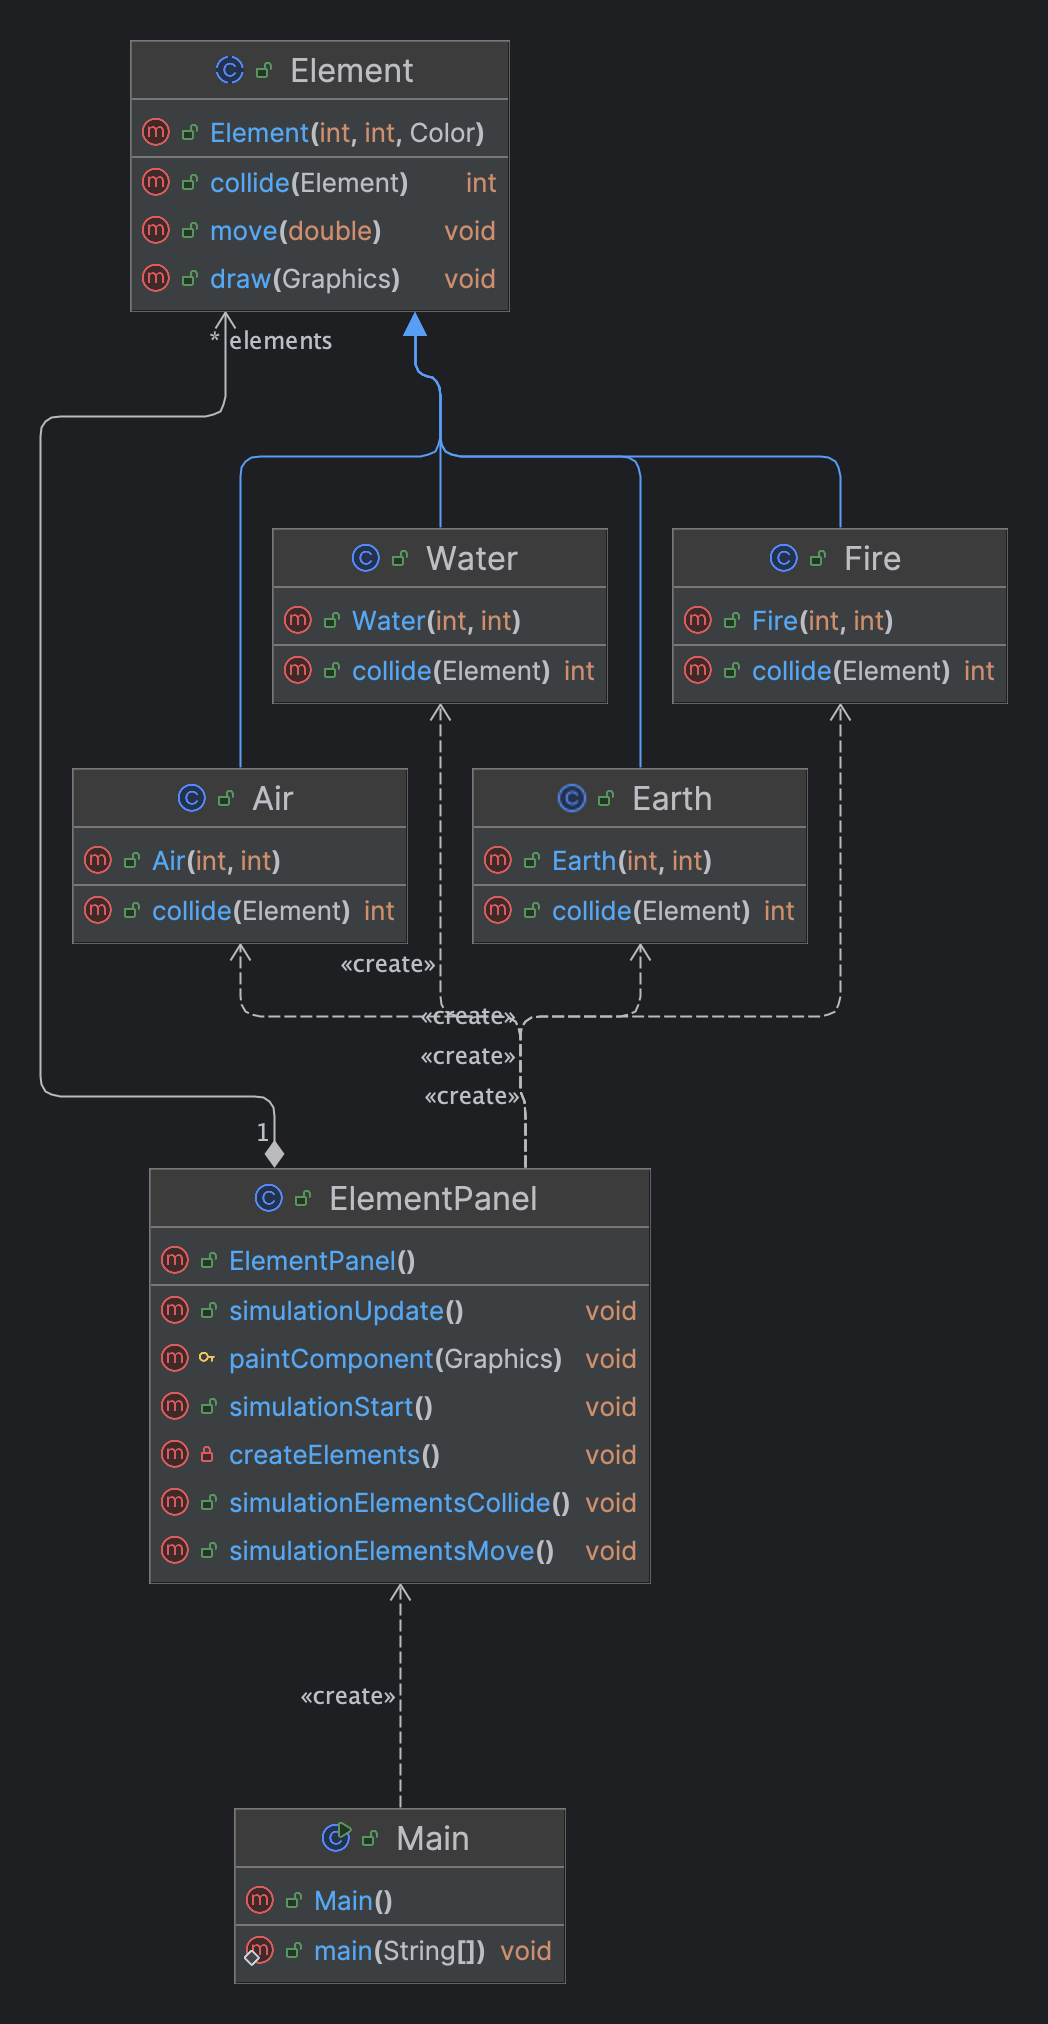 Element
Element(int, int, Color)
collide(Element) int
move(double) void
draw(Graphics) void
* elements
Water
Water(int, int)
collide(Element) int
Fire
Fire(int, int)
collide(Element) int
Air
Air(int, int)
collide(Element) int
Earth
Earth(int, int)
collide(Element) int
«create»
«create»
«create»
«create»
1
ElementPanel
ElementPanel()
simulationUpdate() void
paintComponent(Graphics) void
simulationStart() void
createElements() void
simulationElementsCollide() void
simulationElementsMove() void
«create»
Main
Main()
main(String[]) void